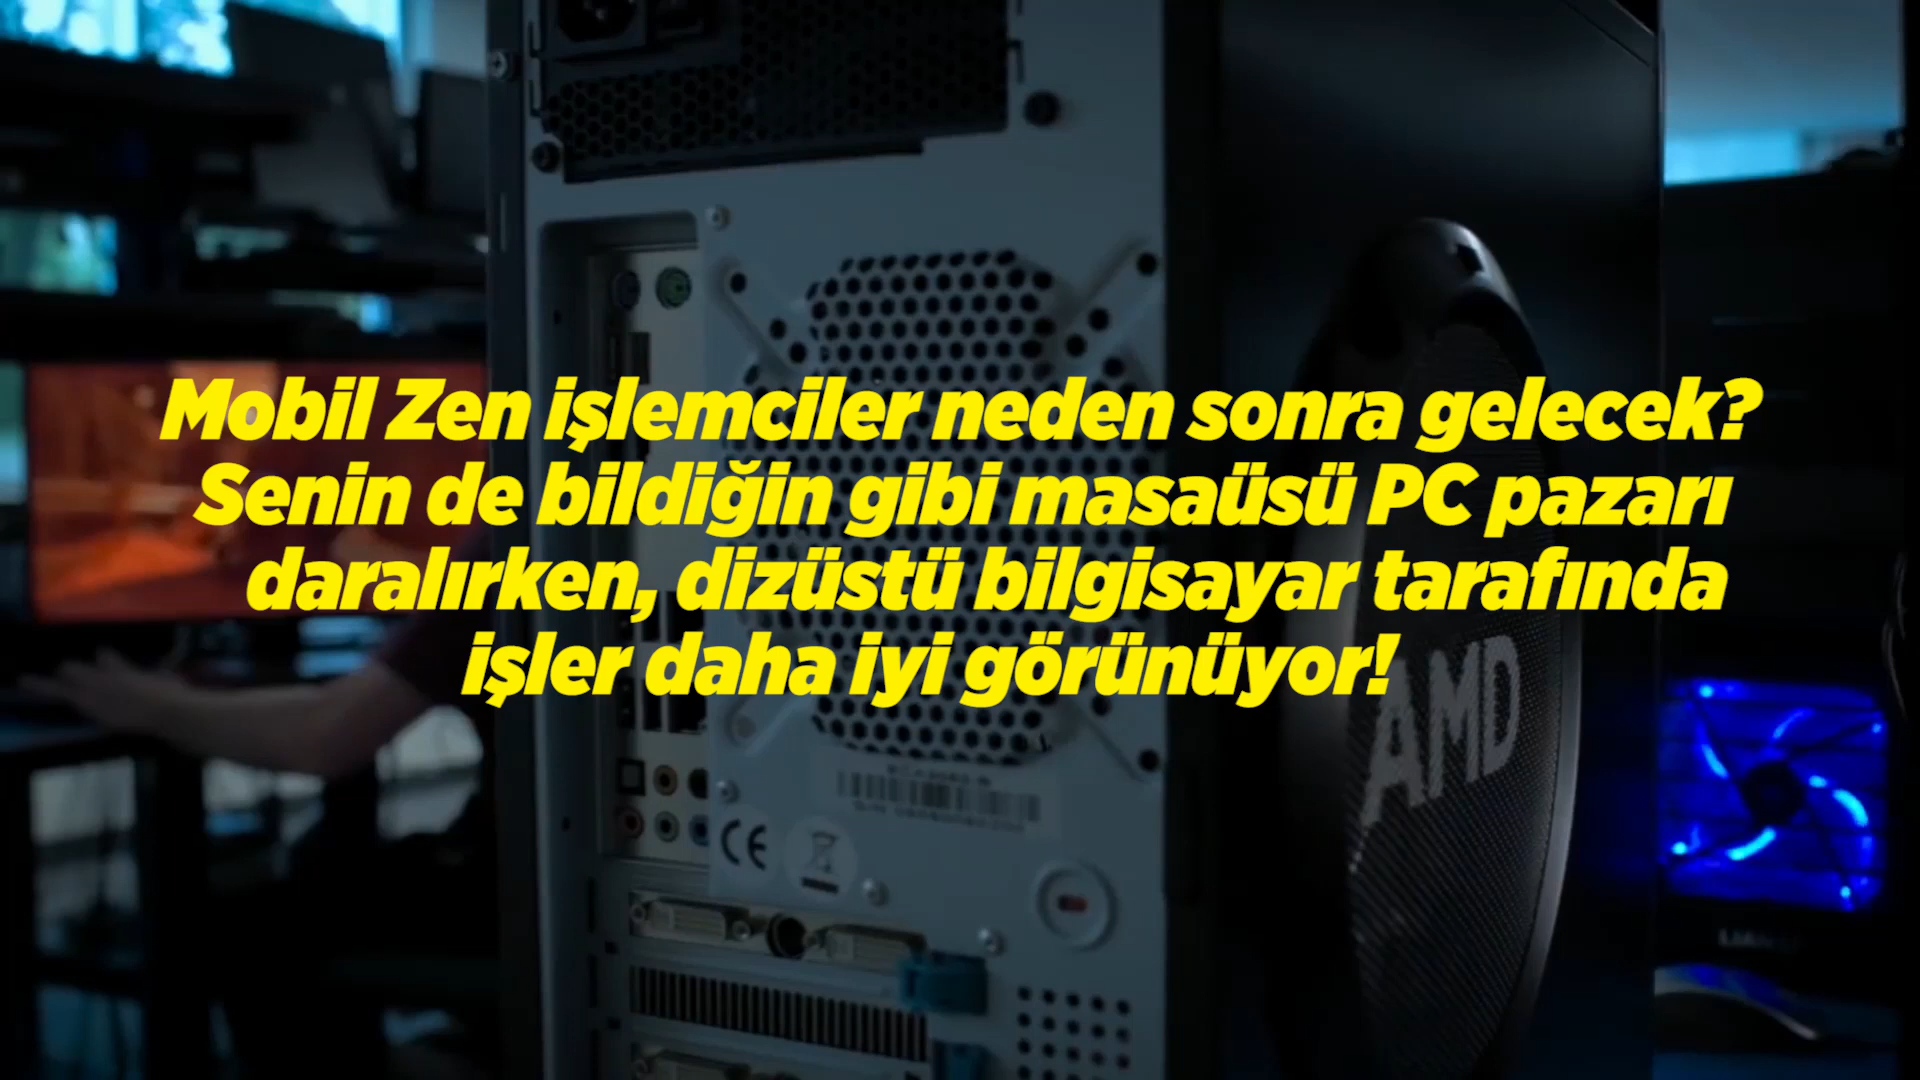 Mobil Zen işlemciler neden sonra gelecek?
Senin de bildiğin gibi masaüsü PC pazarı
daralırken, dizüstü bilgisayar tarafında
işler daha iyi görünüyor!
AMD
CE